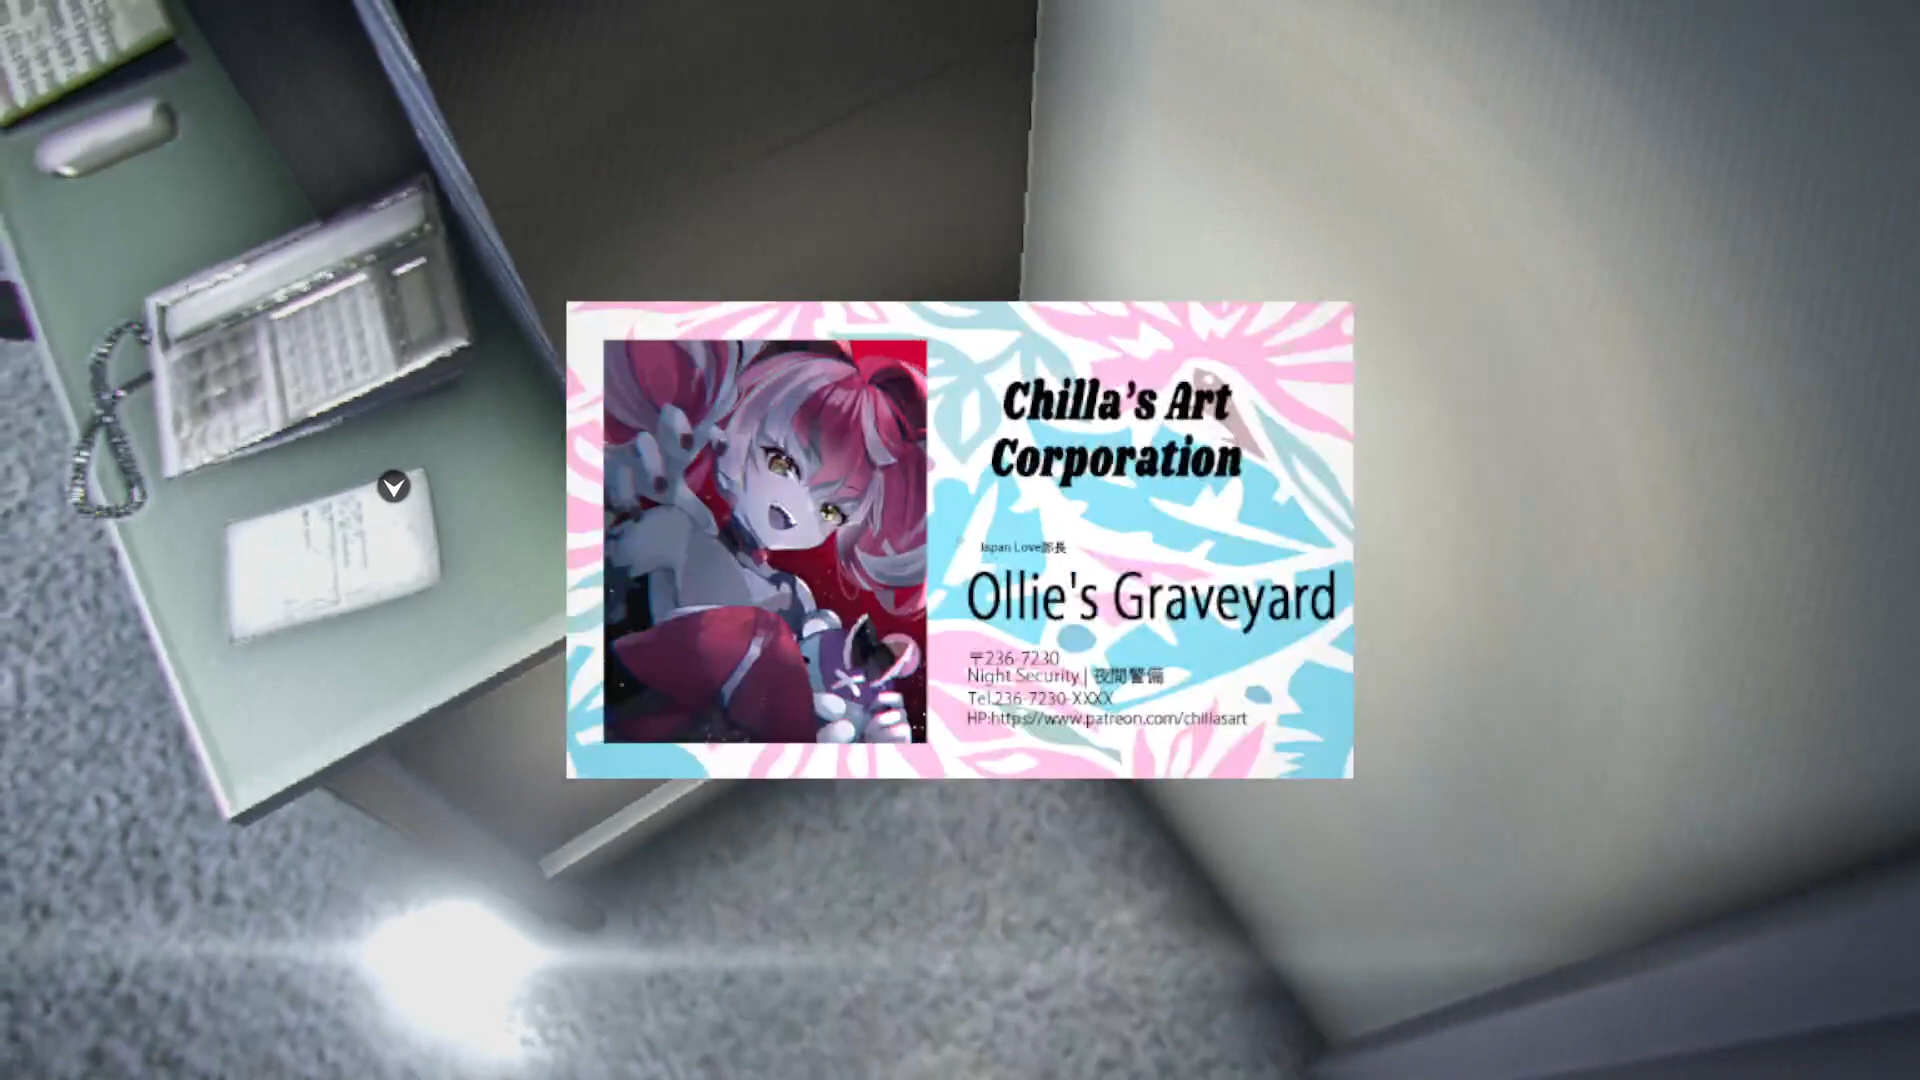 Chilla's Art
Corporation
Japan Love部長
Ollie's Graveyard
〒236-7230
Night Security | 夜間警備
Tel.236-7230-XXXX
HP:https://www.patreon.com/chillasart